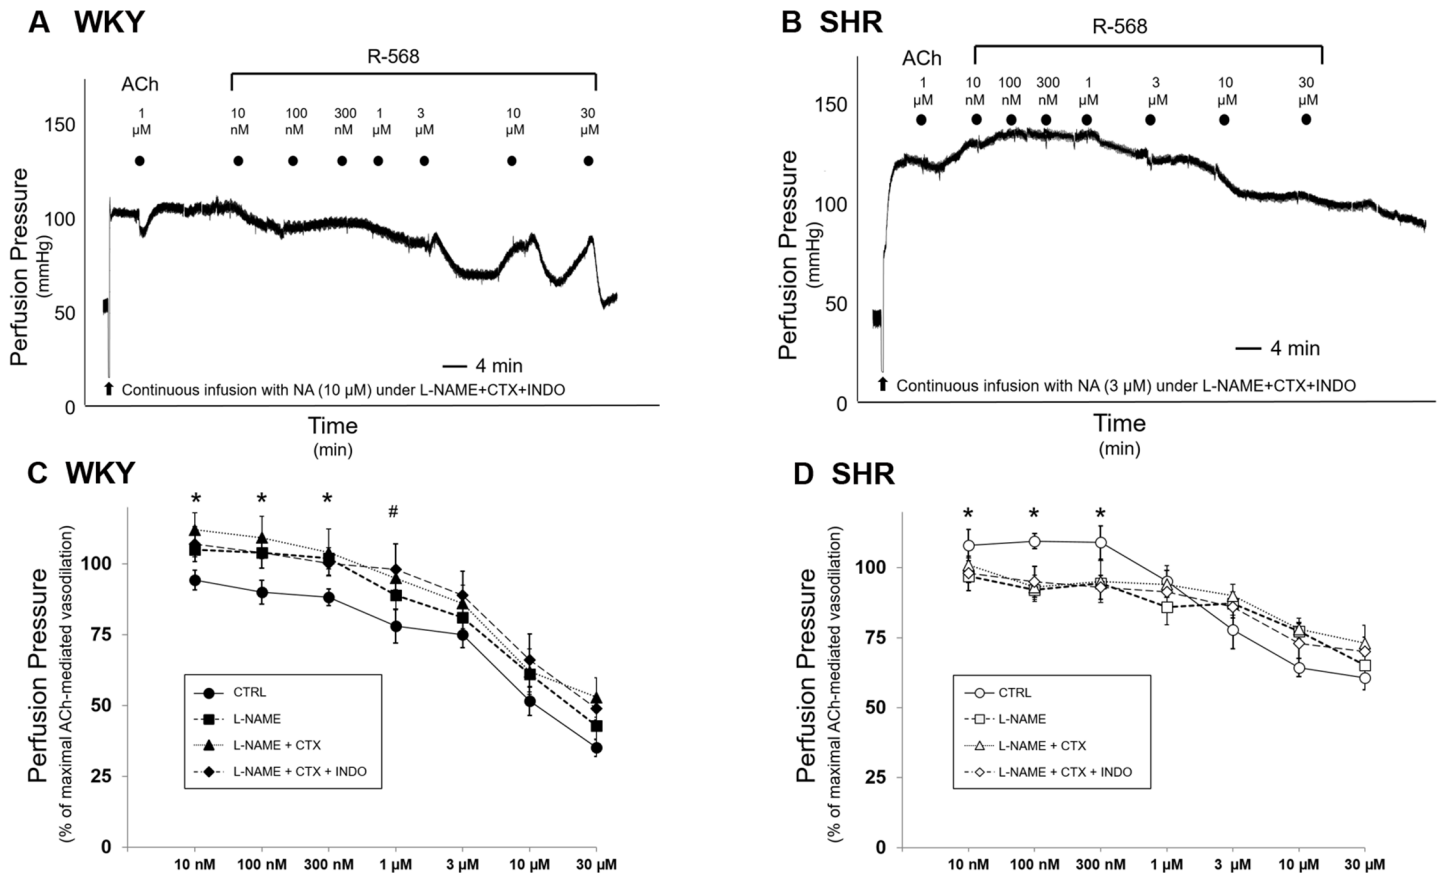 A WKY
R-568
ACh
1 10 100 300 1 3 10 30
µM nM nM nM µM µM µM µM
150
100
50
0
Perfusion Pressure
(mmHg)
4 min
Continuous infusion with NA (10 µM) under L-NAME+CTX+INDO
Time
(min)
B SHR
R-568
ACh
1 10 100 300 1 3 10 30
µM nM nM nM µM µM µM µM
150
100
50
0
Perfusion Pressure
(mmHg)
4 min
Continuous infusion with NA (3 µM) under L-NAME+CTX+INDO
Time
(min)
C WKY
* * * #
100
75
50
25
0
Perfusion Pressure
(% of maximal ACh-mediated vasodilation)
CTRL
L-NAME
L-NAME + CTX
L-NAME + CTX + INDO
10 nM 100 nM 300 nM 1 µM 3 µM 10 µM 30 µM
D SHR
* * *
100
75
50
25
0
Perfusion Pressure
(% of maximal ACh-mediated vasodilation)
CTRL
L-NAME
L-NAME + CTX
L-NAME + CTX + INDO
10 nM 100 nM 300 nM 1 µM 3 µM 10 µM 30 µM